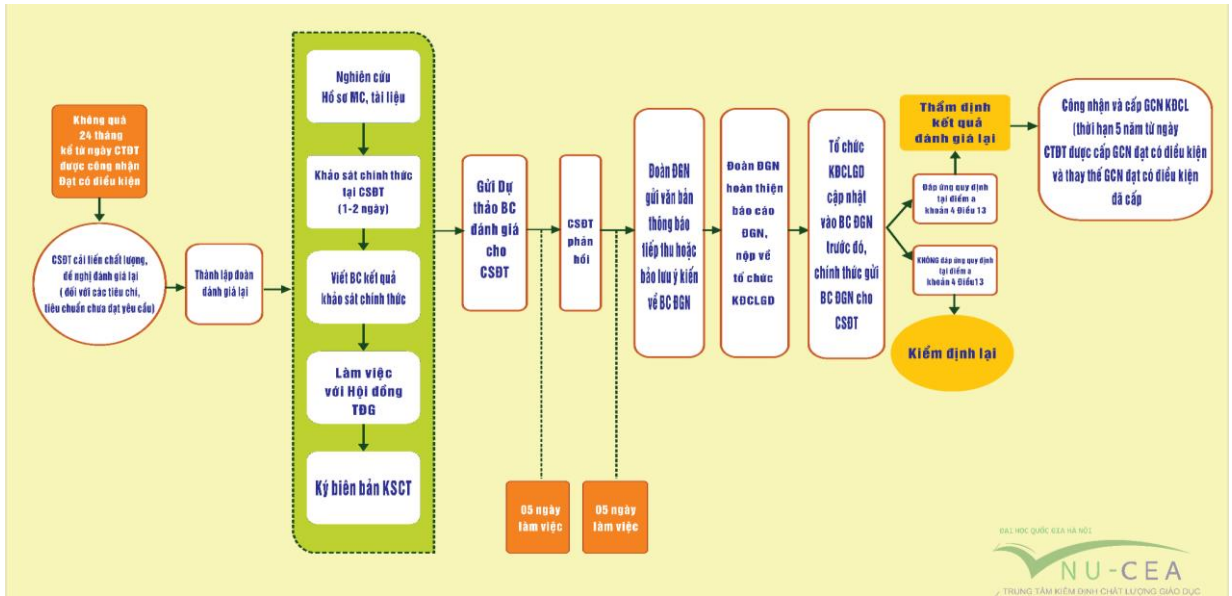 Không quá
24 tháng
kể từ ngày CTĐT
được công nhận
Đạt có điều kiện
CSĐT cải tiến chất lượng,
đề nghị đánh giá lại
( đối với các tiêu chí,
tiêu chuẩn chưa đạt yêu cầu)
Thành lập đoàn
đánh giá lại
Nghiên cứu
Hồ sơ MC, tài liệu
Khảo sát chính thức
tại CSĐT
(1-2 ngày)
Viết BC kết quả
khảo sát chính thức
Làm việc
với Hội đồng
TĐG
Ký biên bản KSCT
Gửi Dự
thảo BC
đánh giá
cho
CSĐT
CSĐT
phản
hồi
05 ngày
làm việc
05 ngày
làm việc
Đoàn ĐGN
gửi văn bản
thông báo
tiếp thu hoặc
bảo lưu ý kiến
về BC ĐGN
Đoàn ĐGN
hoàn thiện
báo cáo
ĐGN,
nộp về
tổ chức
KĐCLGD
Tổ chức
KĐCLGD
cập nhật
vào BC ĐGN
trước đó,
chính thức gửi
BC ĐGN cho
CSĐT
Thẩm định
kết quả
đánh giá lại
Đáp ứng quy định
tại điểm a
khoản 4 Điều 13
KHÔNG đáp ứng quy định
tại điểm a
khoản 4 Điều13
Kiểm định lại
Công nhận và cấp GCN KĐCL
(thời hạn 5 năm từ ngày
CTĐT được cấp GCN đạt có điều kiện
và thay thế GCN đạt có điều kiện
đã cấp
ĐẠI HỌC QUỐC GIA HÀ NỘI
NU-CEA
TRUNG TÂM KIỂM ĐỊNH CHẤT LƯỢNG GIÁO DỤC